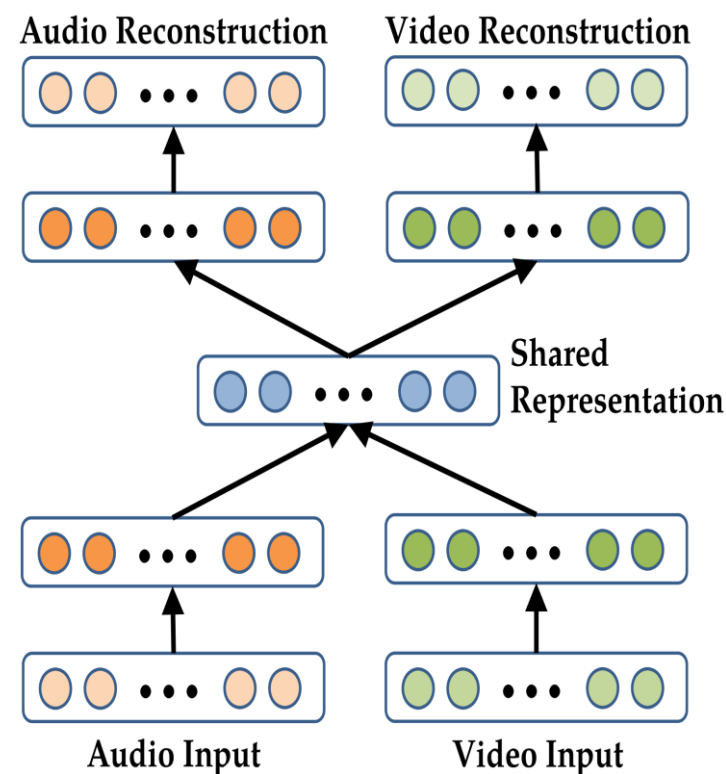 Audio Reconstruction
Video Reconstruction
Shared
Representation
Audio Input
Video Input